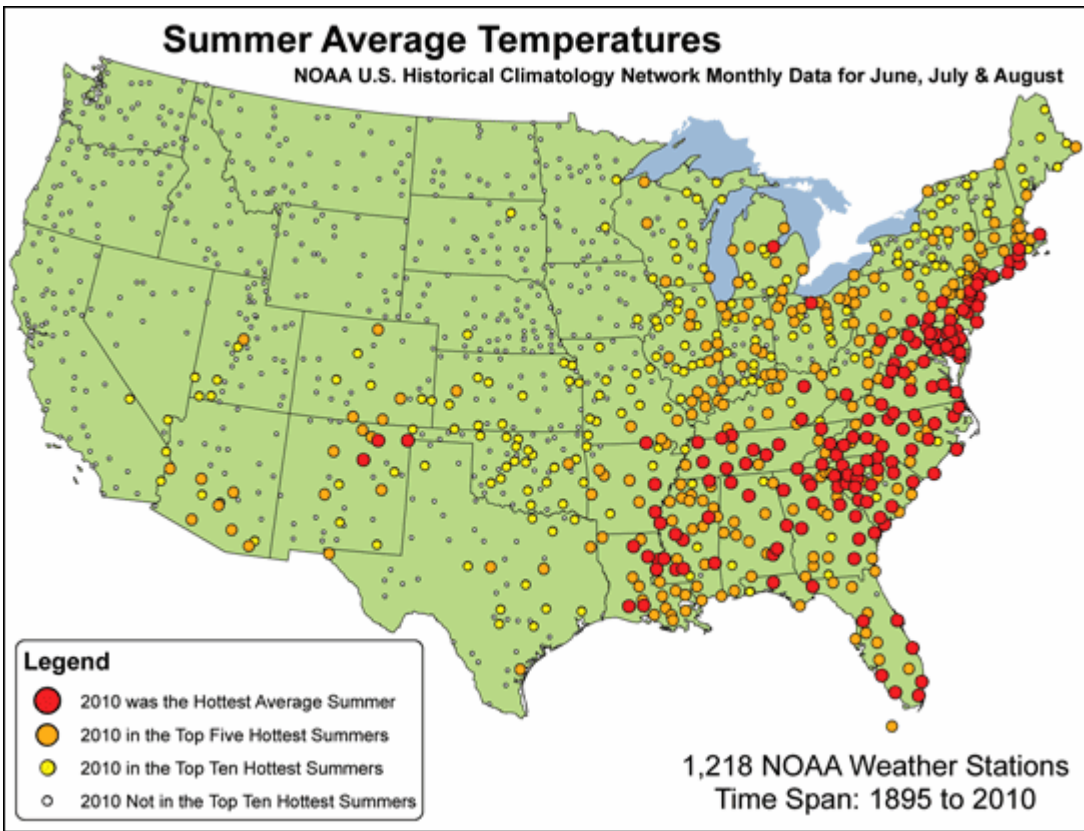 Summer Average Temperatures
NOAA U.S. Historical Climatology Network Monthly Data for June, July & August
Legend
2010 was the Hottest Average Summer
2010 in the Top Five Hottest Summers
2010 in the Top Ten Hottest Summers
2010 Not in the Top Ten Hottest Summers
1,218 NOAA Weather Stations
Time Span: 1895 to 2010